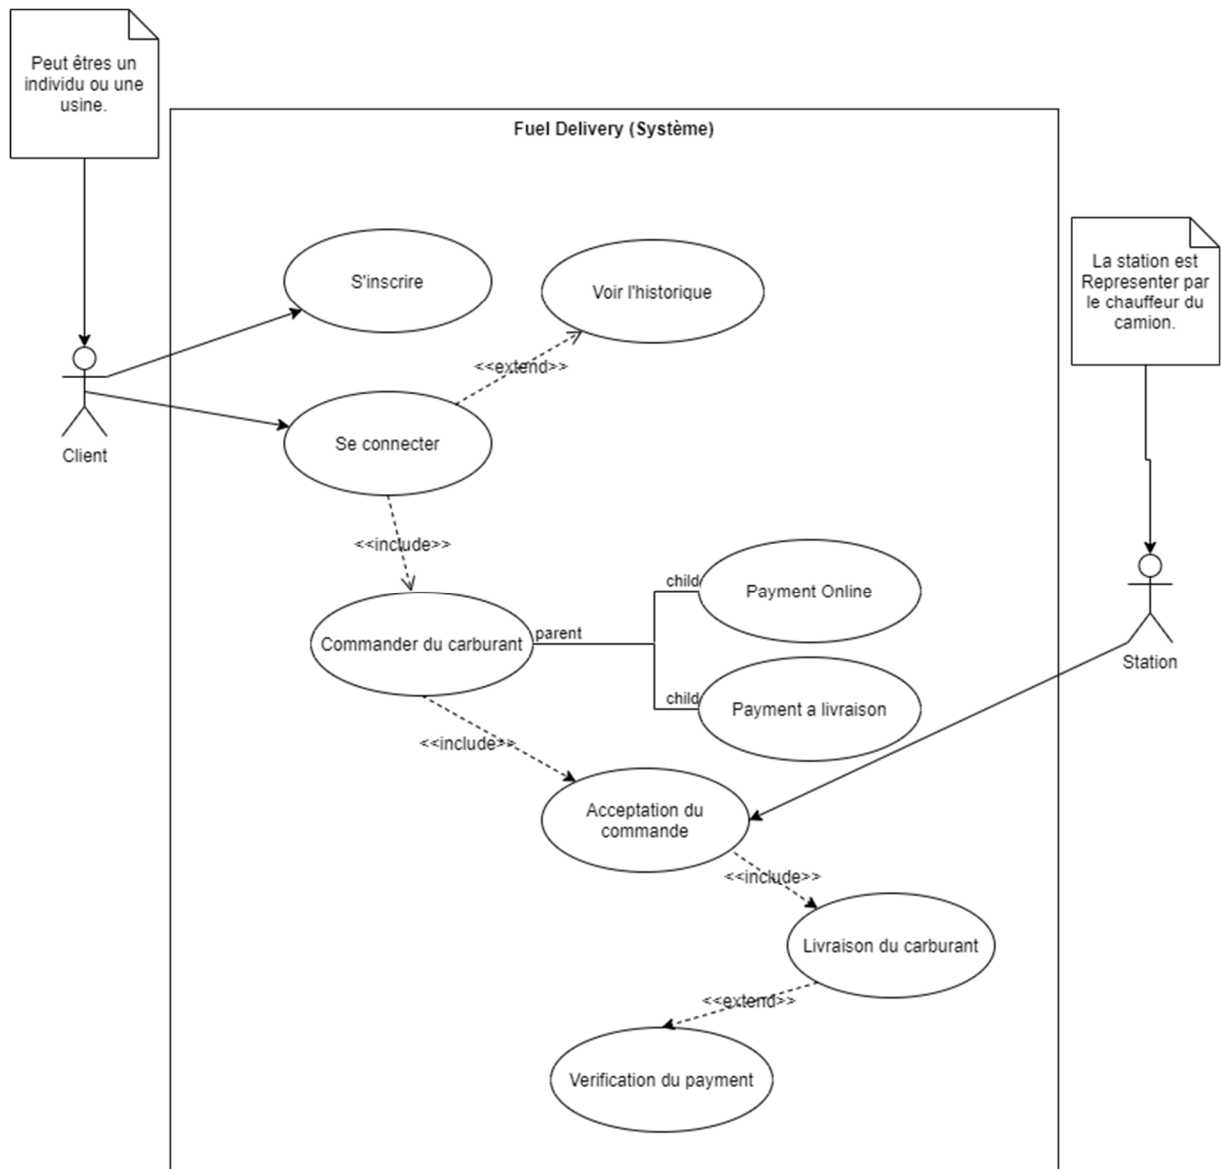 Peut êtres un
individu ou une
usine.
Fuel Delivery (Système)
La station est
Representer par
le chauffeur du
camion.
S'inscrire
Voir l'historique
<<extend>>
Client
Se connecter
<<include>>
child
Payment Online
parent
Commander du carburant
Station
child
Payment a livraison
<<include>>
Acceptation du
commande
<<include>>
Livraison du carburant
<<extend>>
Verification du payment